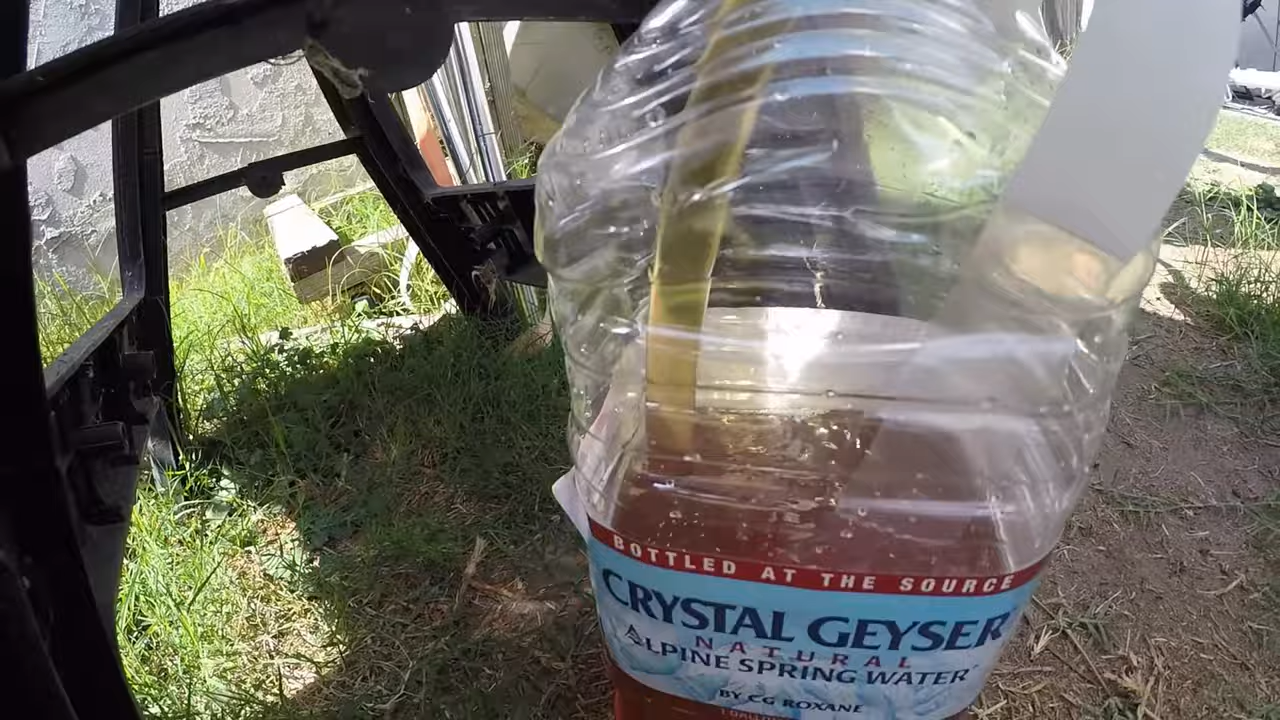 BOTTLED AT THE SOURCE
CRYSTAL GEYSER
NATURAL
ALPINE SPRING WATER
BY CG ROXANE